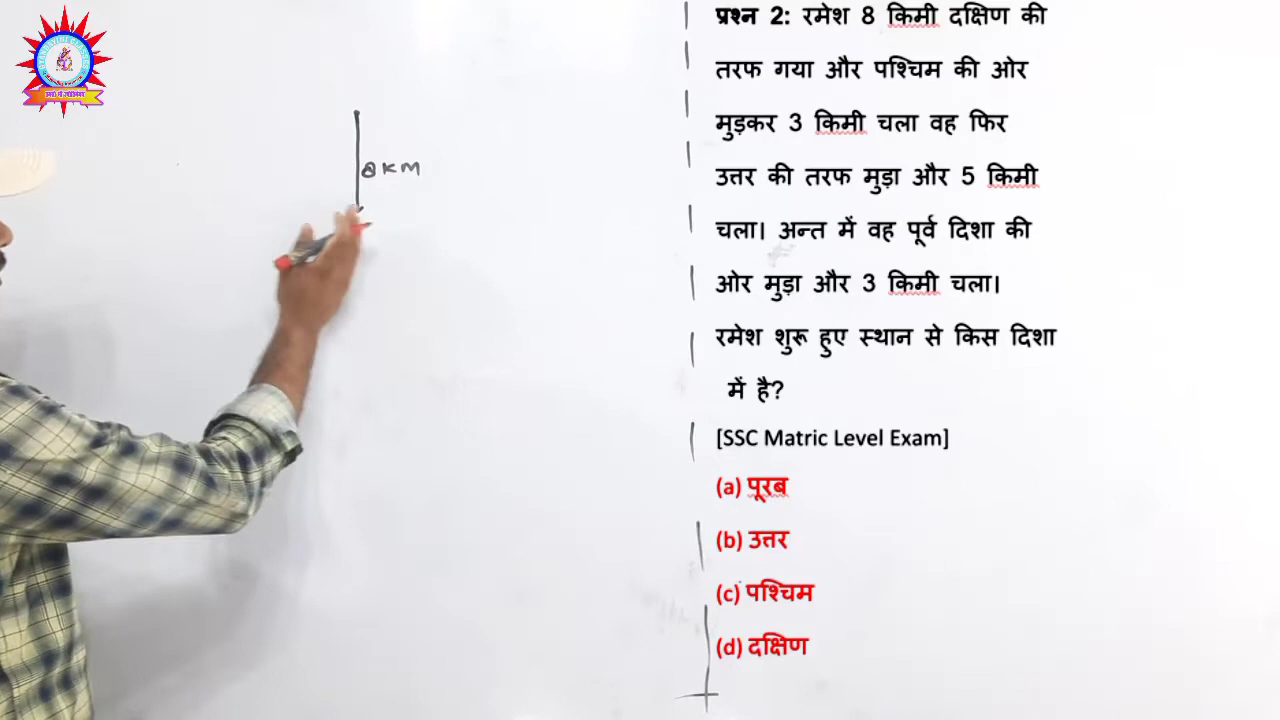 8 KM
प्रश्न 2: रमेश 8 किमी दक्षिण की
तरफ गया और पश्चिम की ओर
मुड़कर 3 किमी चला वह फिर
उत्तर की तरफ मुड़ा और 5 किमी
चला। अन्त में वह पूर्व दिशा की
ओर मुड़ा और 3 किमी चला।
रमेश शुरू हुए स्थान से किस दिशा
में है?
[SSC Matric Level Exam]
(a) पूरब
(b) उत्तर
(c) पश्चिम
(d) दक्षिण